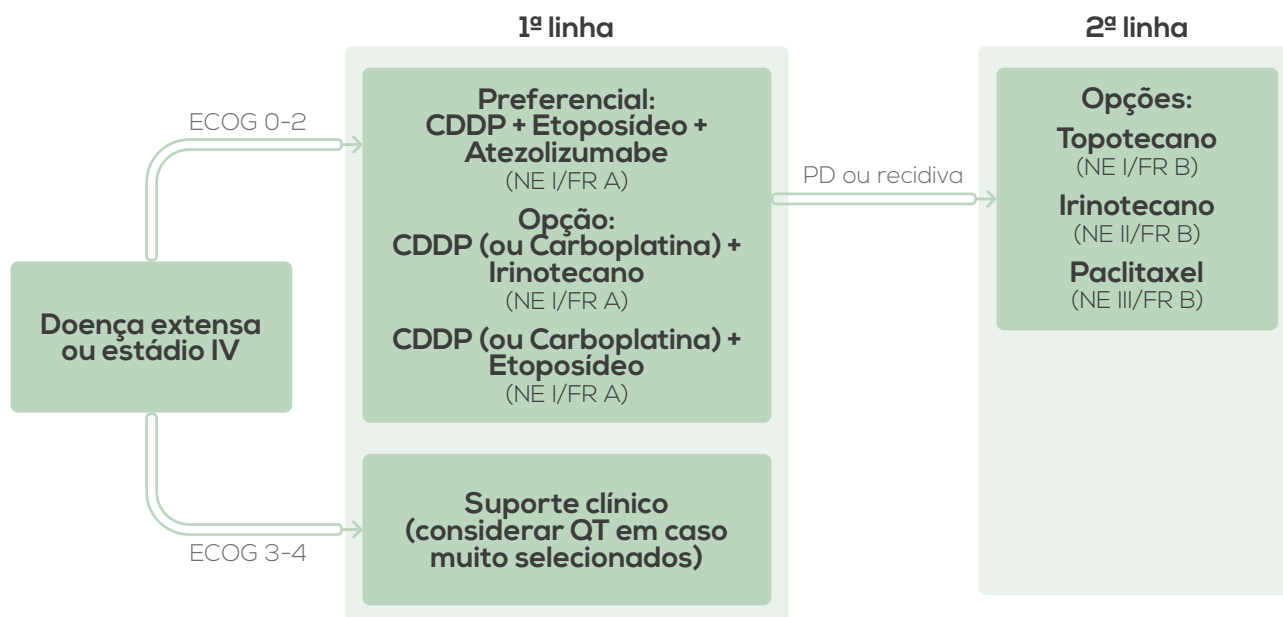 1ª linha
2ª linha
ECOG 0-2
Preferencial:
CDDP + Etoposídeo +
Atezolizumabe
(NE I/FR A)
Opção:
CDDP (ou Carboplatina) +
Irinotecano
(NE I/FR A)
CDDP (ou Carboplatina) +
Etoposídeo
(NE I/FR A)
PD ou recidiva
Opções:
Topotecano
(NE I/FR B)
Irinotecano
(NE II/FR B)
Paclitaxel
(NE III/FR B)
Doença extensa
ou estádio IV
ECOG 3-4
Suporte clínico
(considerar QT em caso
muito selecionados)